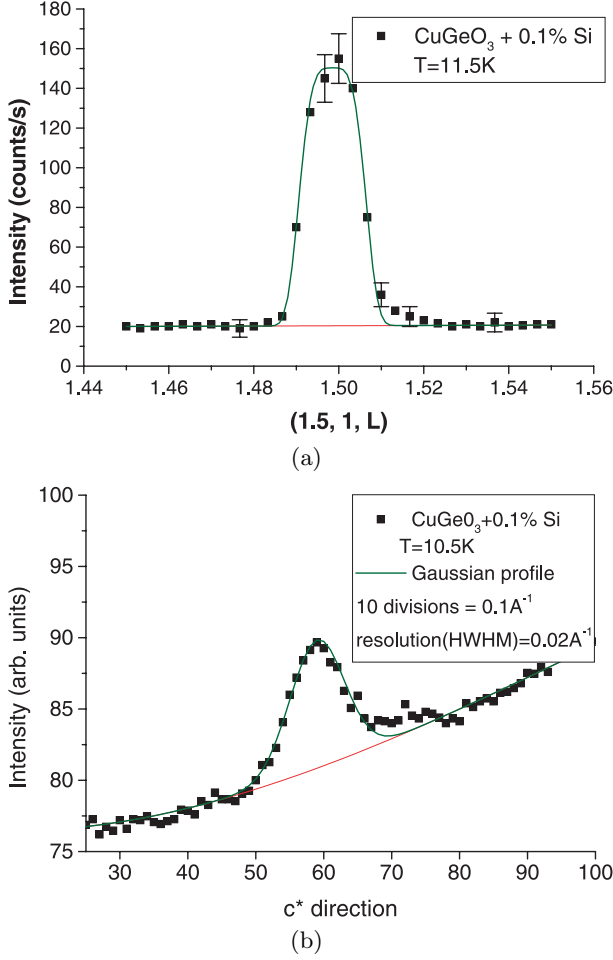 180
160
140
120
100
80
60
40
20
0
Intensity (counts/s)
CuGeO₃ + 0.1% Si
T=11.5K
1.44 1.46 1.48 1.50 1.52 1.54 1.56
(1.5, 1, L)
(a)
100
95
90
85
80
75
Intensity (arb. units)
CuGe0₃+0.1% Si
T=10.5K
Gaussian profile
10 divisions = 0.1A⁻¹
resolution(HWHM)=0.02A⁻¹
30 40 50 60 70 80 90 100
c* direction
(b)